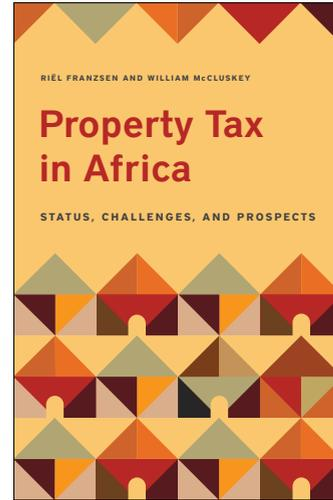 RIËL FRANZSEN AND WILLIAM McCLUSKEY
Property Tax
in Africa
STATUS, CHALLENGES, AND PROSPECTS